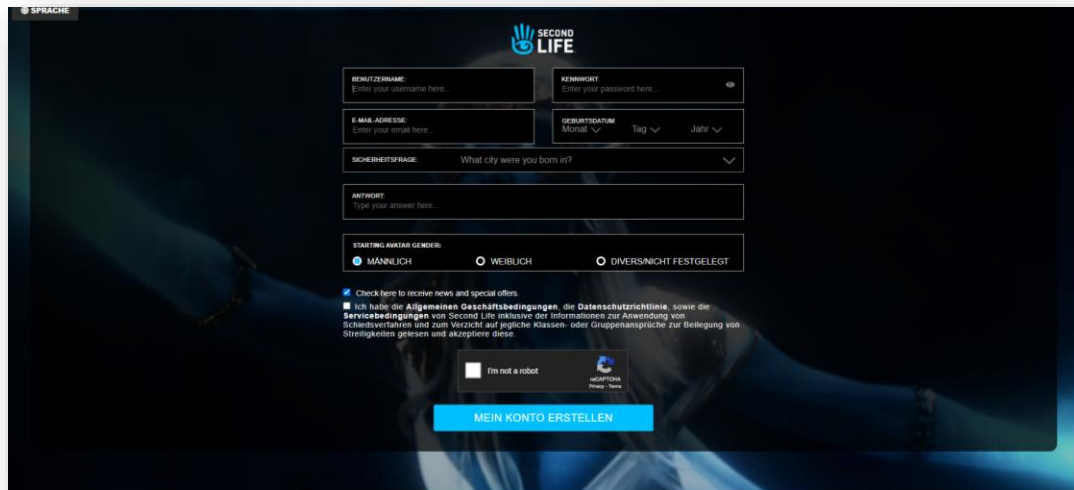 SPRACHE
SECOND
LIFE
BENUTZERNAME:
Enter your username here...
KENNWORT:
Enter your password here...
E-MAIL-ADRESSE:
Enter your email here...
GEBURTSDATUM:
Monat Tag Jahr
SICHERHEITSFRAGE: What city were you born in?
ANTWORT:
Type your answer here...
STARTING AVATAR GENDER:
MÄNNLICH WEIBLICH DIVERS/NICHT FESTGELEGT
Check here to receive news and special offers.
Ich habe die Allgemeinen Geschäftsbedingungen, die Datenschutzrichtlinie, sowie die
Servicebedingungen von Second Life inklusive der Informationen zur Anwendung von
Schiedsverfahren und zum Verzicht auf jegliche Klassen- oder Gruppenansprüche zur Beilegung von
Streitigkeiten gelesen und akzeptiere diese.
I'm not a robot
reCAPTCHA
Privacy - Terms
MEIN KONTO ERSTELLEN